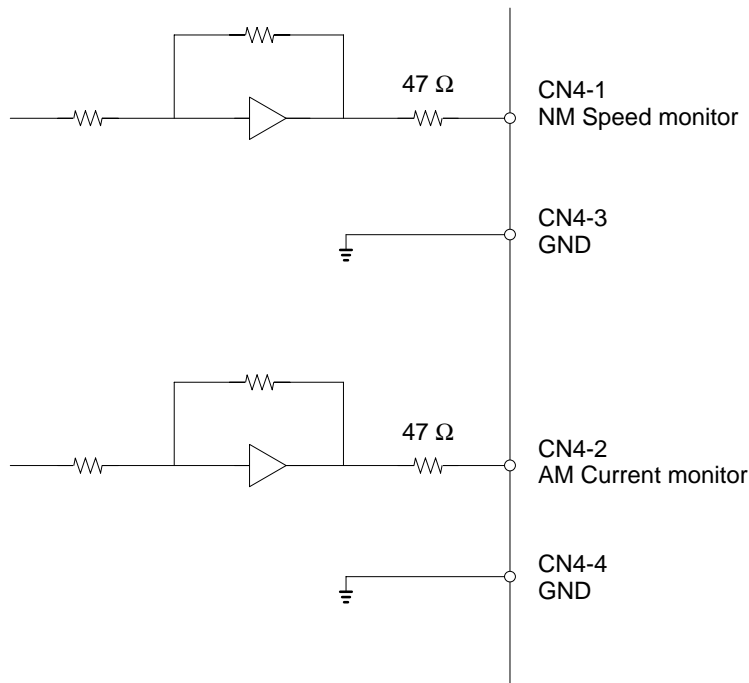 47 Ω
CN4-1
NM Speed monitor
CN4-3
GND
47 Ω
CN4-2
AM Current monitor
CN4-4
GND